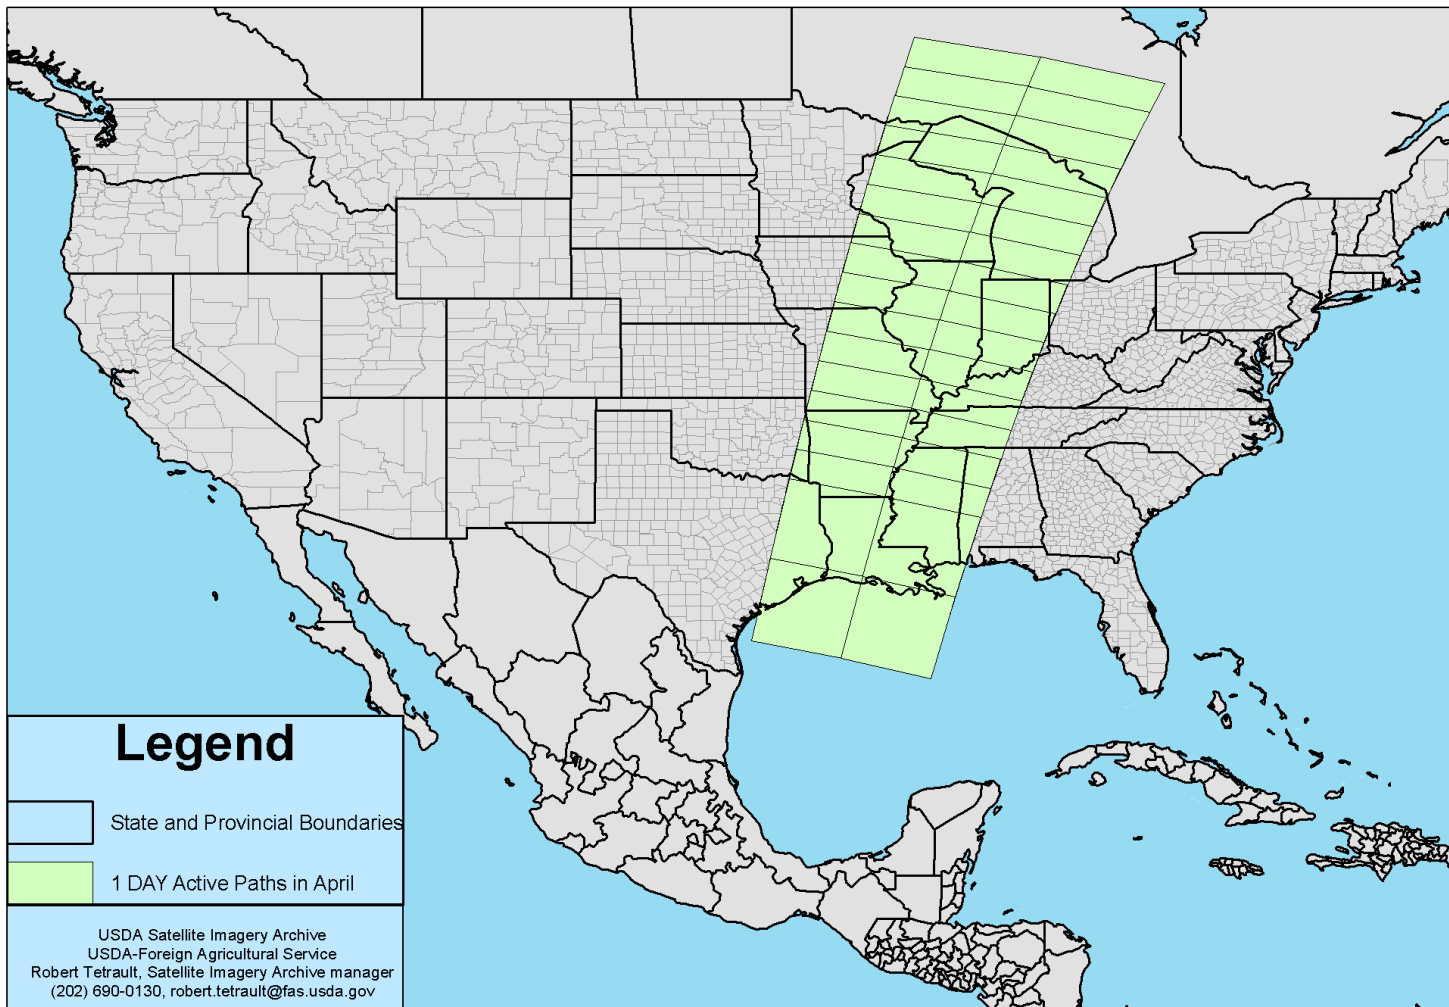 Legend
State and Provincial Boundaries
1 DAY Active Paths in April
USDA Satellite Imagery Archive
USDA-Foreign Agricultural Service
Robert Tetrault, Satellite Imagery Archive manager
(202) 690-0130, robert.tetrault@fas.usda.gov